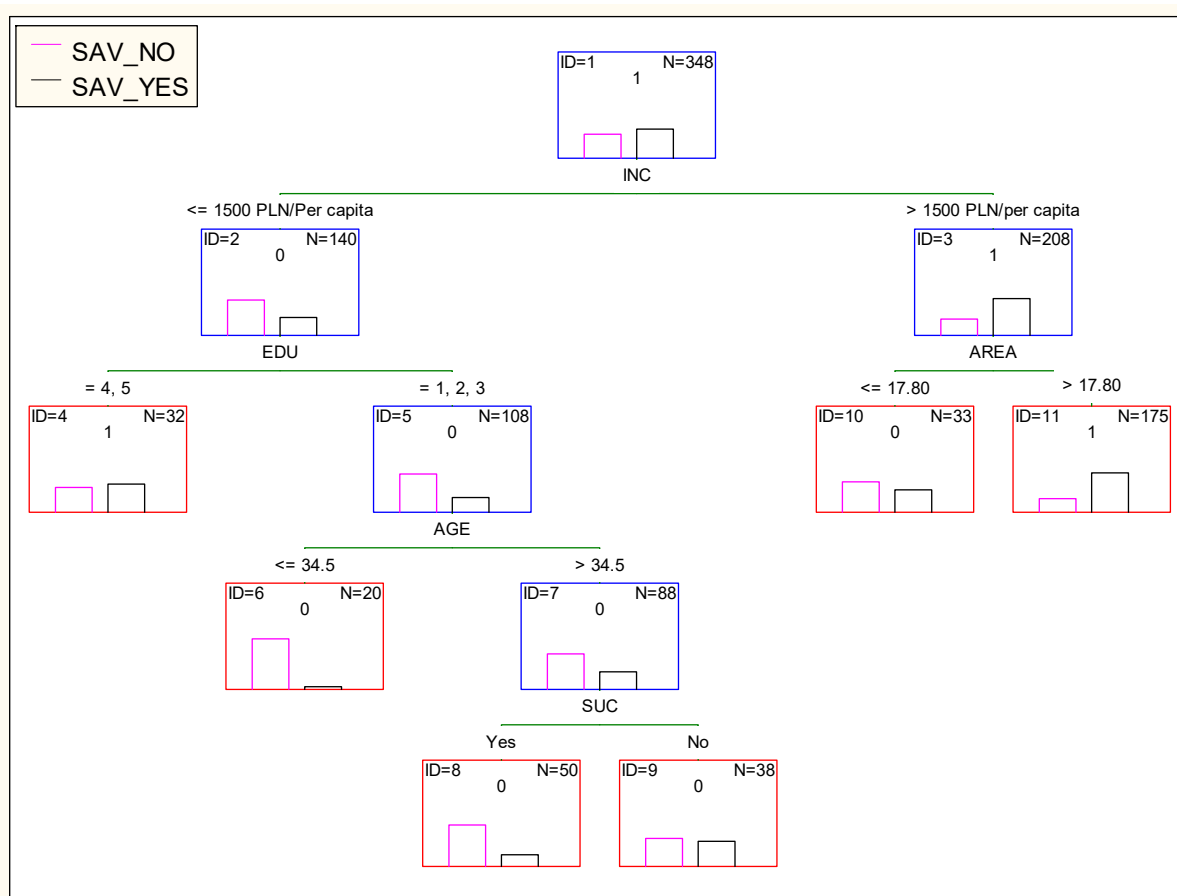 SAV_NO
SAV_YES
ID=1 N=348
1
INC
<= 1500 PLN/Per capita
> 1500 PLN/per capita
ID=2 N=140
0
EDU
ID=3 N=208
1
AREA
= 4, 5
= 1, 2, 3
<= 17.80
> 17.80
ID=4 N=32
1
ID=5 N=108
0
AGE
ID=10 N=33
0
ID=11 N=175
1
<= 34.5
> 34.5
ID=6 N=20
0
ID=7 N=88
0
SUC
Yes
No
ID=8 N=50
0
ID=9 N=38
0